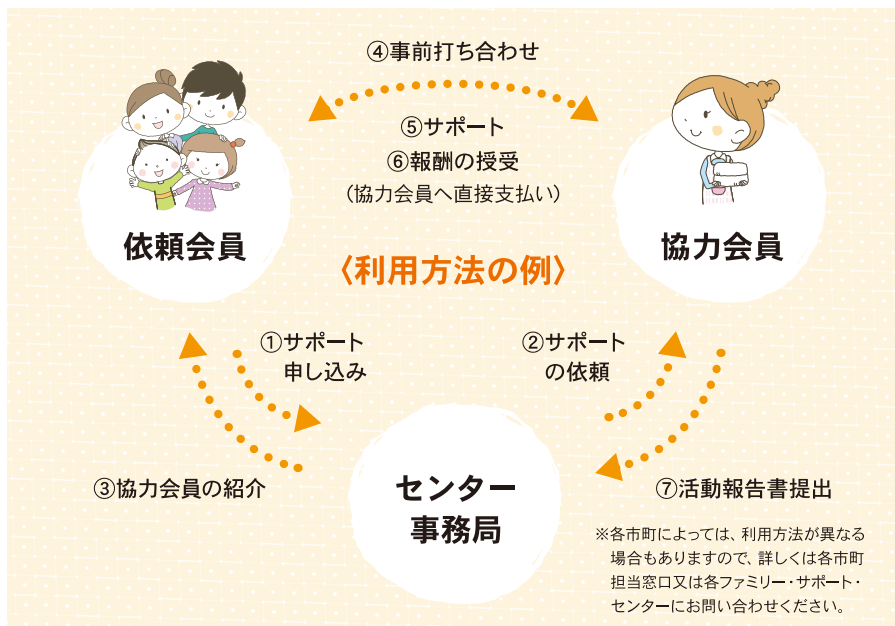 ④事前打ち合わせ
⑤サポート
⑥報酬の授受
（協力会員へ直接支払い）
依頼会員
協力会員
〈利用方法の例〉
①サポート
申し込み
②サポート
の依頼
③協力会員の紹介
センター
事務局
⑦活動報告書提出
※各市町によっては、利用方法が異なる
場合もありますので、詳しくは各市町
担当窓口又は各ファミリー・サポート・
センターにお問い合わせください。